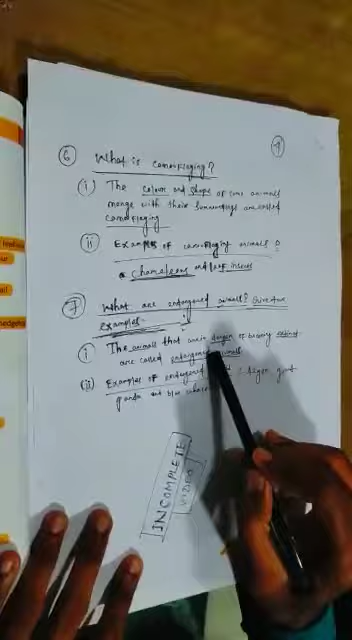 6 What is camouflaging?
(i) The colour and shape of some animals
merge with their surroundings are called
camouflaging
(ii) Examples of camouflaging animals :
chameleons and leaf insects
7 What are endangered animals? Give two
examples.
(i) The animals that are in danger of becoming extinct
are called endangered animals
(ii) Examples of endangered : tiger, giant
panda and blue whale
INCOMPLETE
VIDEO